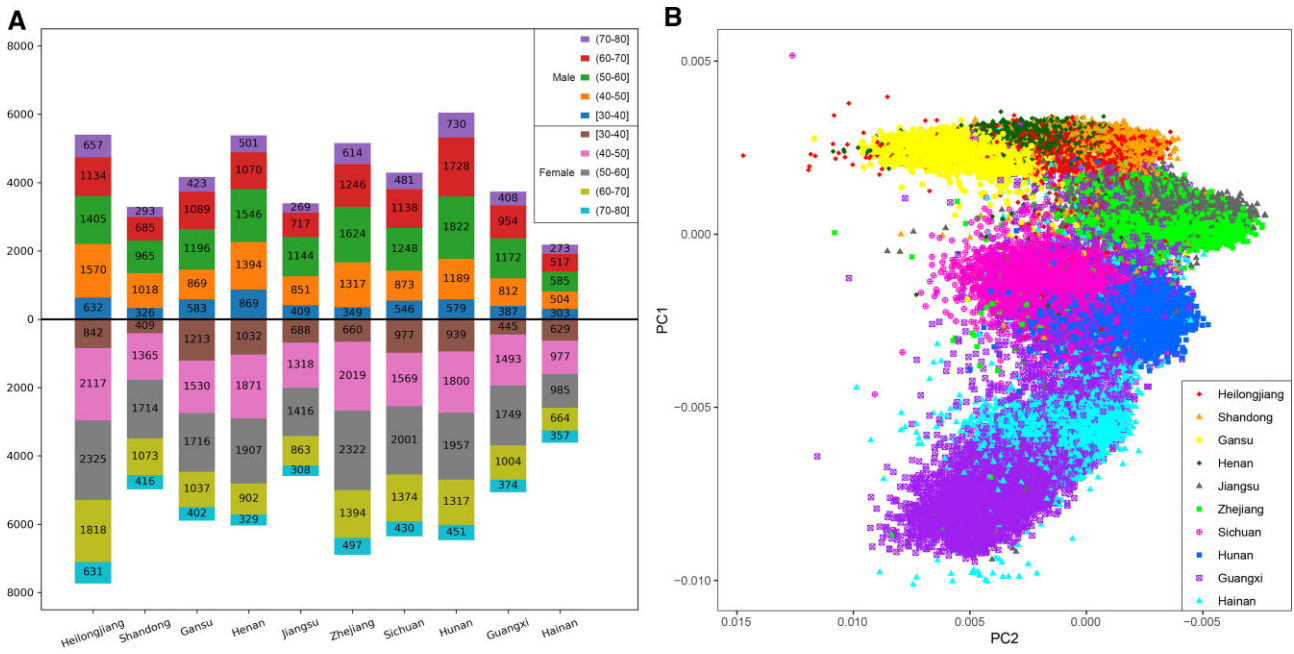 A
8000
6000
4000
2000
0
2000
4000
6000
8000
Male
(70-80]
(60-70]
(50-60]
(40-50]
[30-40]
Female
[30-40]
(40-50]
(50-60]
(60-70]
(70-80]
657 1134 1405 1570 632 842 2117 2325 1818 631
293 685 965 1018 326 409 1365 1714 1073 416
423 1089 1196 869 583 1213 1530 1716 1037 402
501 1070 1546 1394 869 1032 1871 1907 902 329
269 717 1144 851 409 688 1318 1416 863 308
614 1246 1624 1317 349 660 2019 2322 1394 497
481 1138 1248 873 546 977 1569 2001 1374 430
730 1728 1822 1189 579 939 1800 1957 1317 451
408 954 1172 812 387 445 1493 1749 1004 374
273 517 585 504 303 629 977 985 664 357
Heilongjiang Shandong Gansu Henan Jiangsu Zhejiang Sichuan Hunan Guangxi Hainan
B
PC1
0.005
0.000
−0.005
−0.010
0.015 0.010 0.005 0.000 −0.005
PC2
Heilongjiang
Shandong
Gansu
Henan
Jiangsu
Zhejiang
Sichuan
Hunan
Guangxi
Hainan